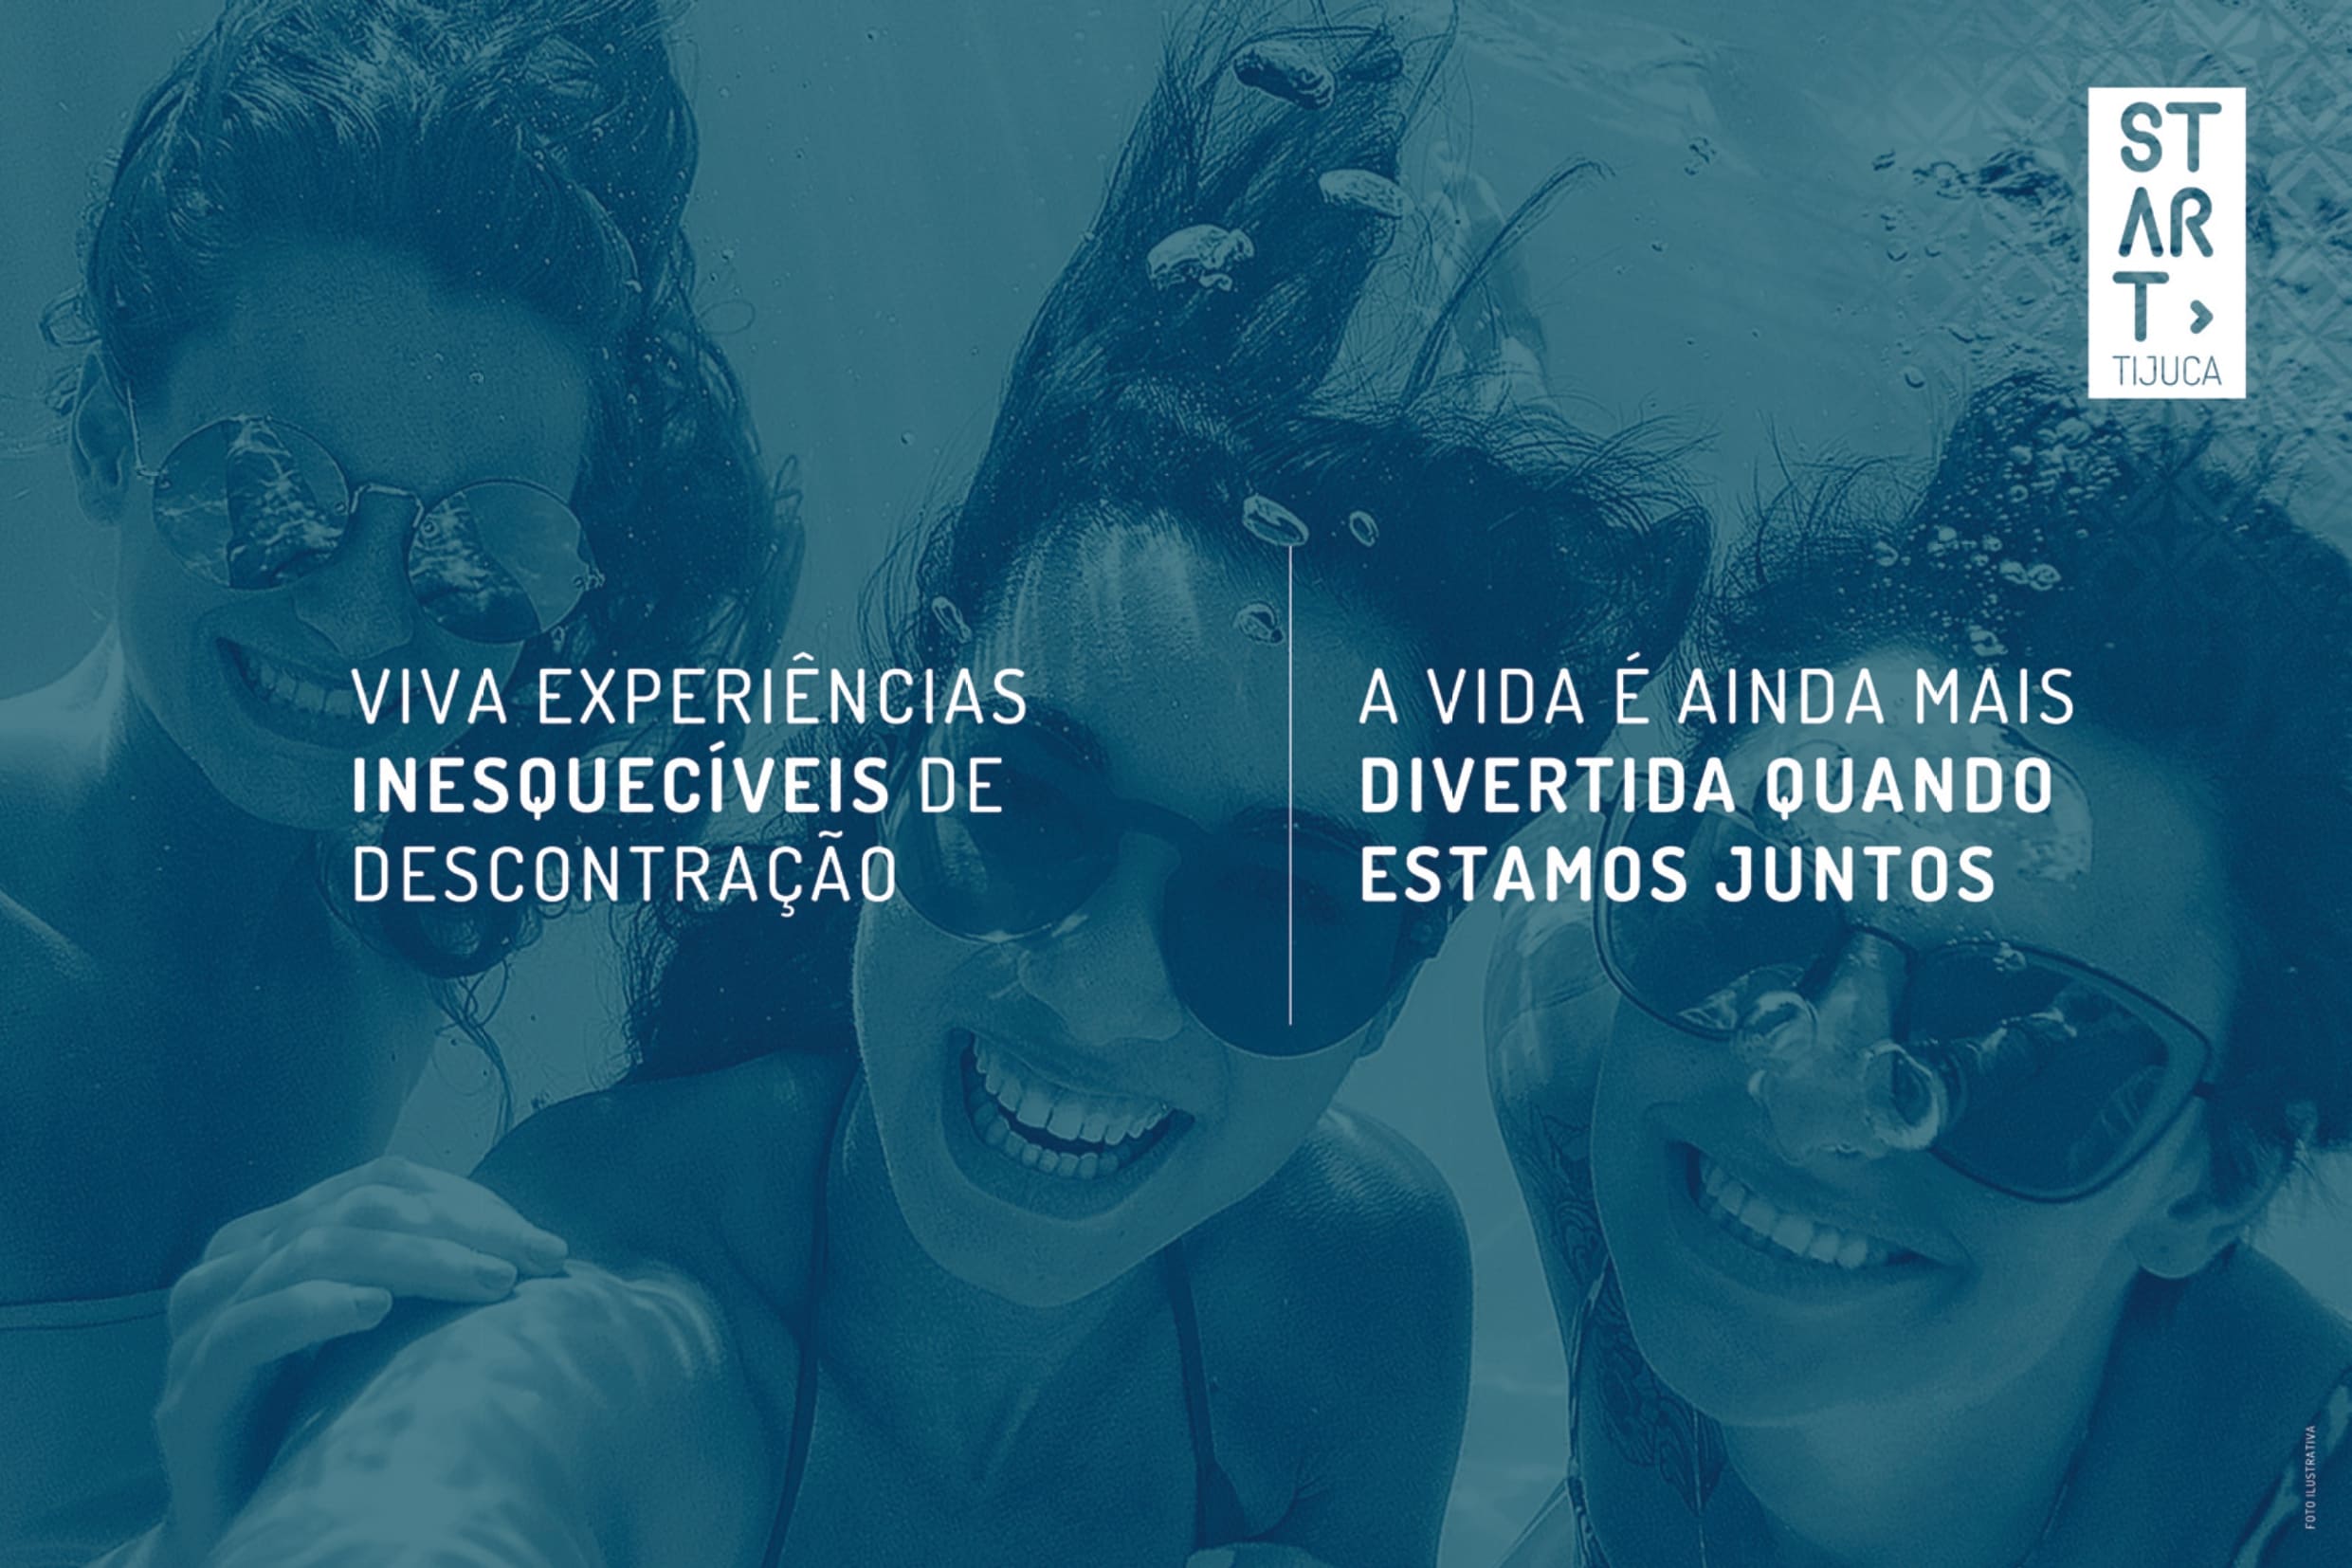 ST
AR
T >
TIJUCA
VIVA EXPERIÊNCIAS
INESQUECÍVEIS DE
DESCONTRAÇÃO
A VIDA É AINDA MAIS
DIVERTIDA QUANDO
ESTAMOS JUNTOS
FOTO ILUSTRATIVA